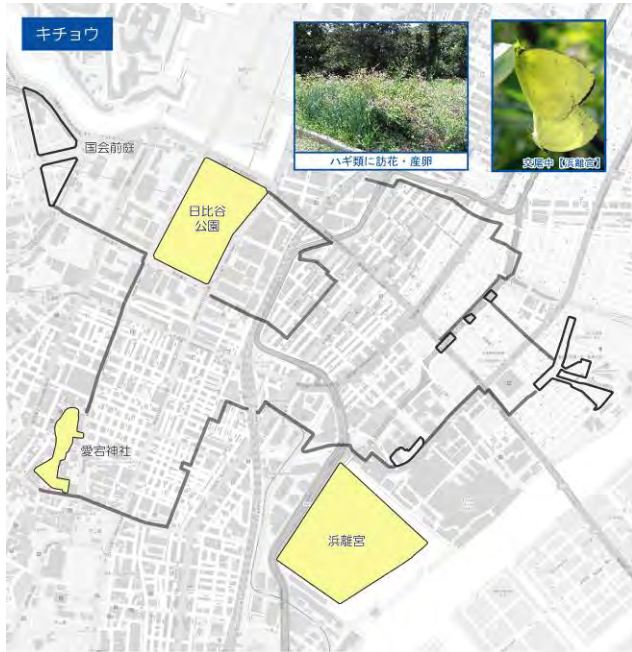 キチョウ
ハギ類に訪花・産卵
交尾中【浜離宮】
国会前庭
日比谷
公園
愛宕神社
浜離宮